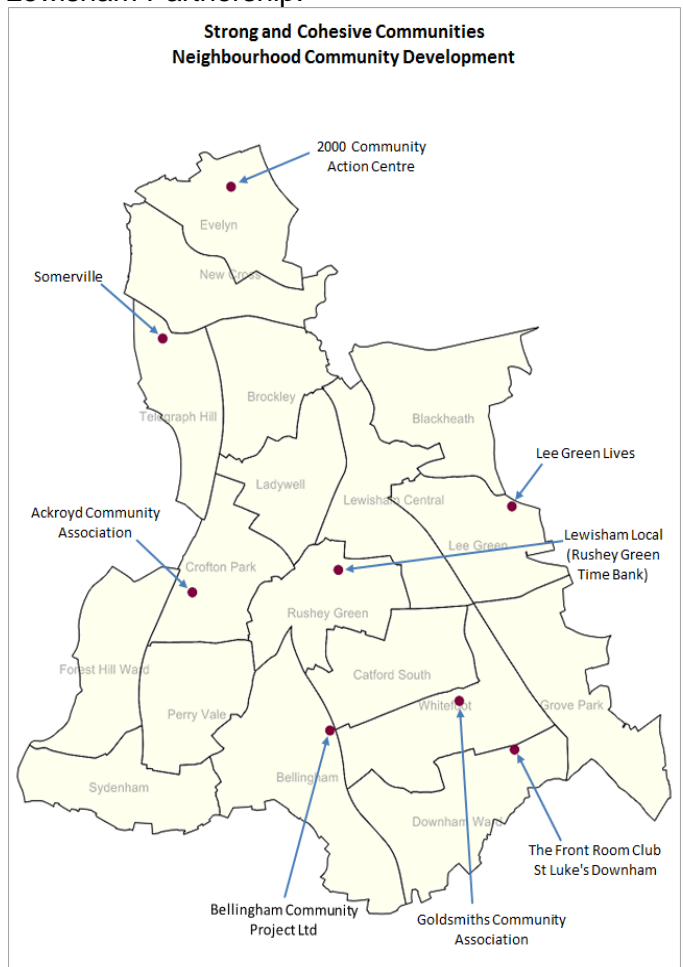 Lewisham Partnership.
Strong and Cohesive Communities
Neighbourhood Community Development
2000 Community
Action Centre
Evelyn
New Cross
Somerville
Brockley
Telegraph Hill
Blackheath
Lee Green Lives
Ladywell
Lewisham Central
Ackroyd Community
Association
Lewisham Local
(Rushey Green
Time Bank)
Lee Green
Crofton Park
Rushey Green
Forest Hill Ward
Catford South
Whitefoot
Grove Park
Perry Vale
Bellingham
Sydenham
Downham Ward
The Front Room Club
St Luke's Downham
Bellingham Community
Project Ltd
Goldsmiths Community
Association